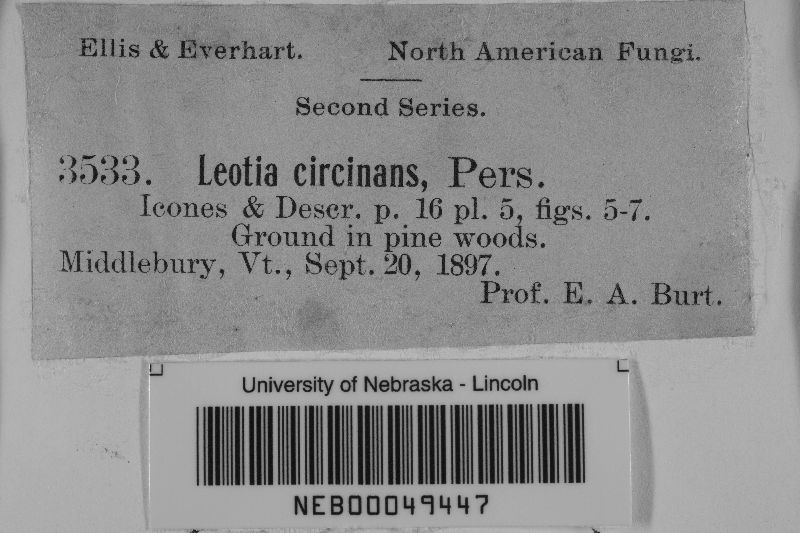 Ellis & Everhart. North American Fungi.
Second Series.
3533. Leotia circinans, Pers.
Icones & Descr. p. 16 pl. 5, figs. 5-7.
Ground in pine woods.
Middlebury, Vt., Sept. 20, 1897.
Prof. E. A. Burt.
University of Nebraska - Lincoln
NEB00049447